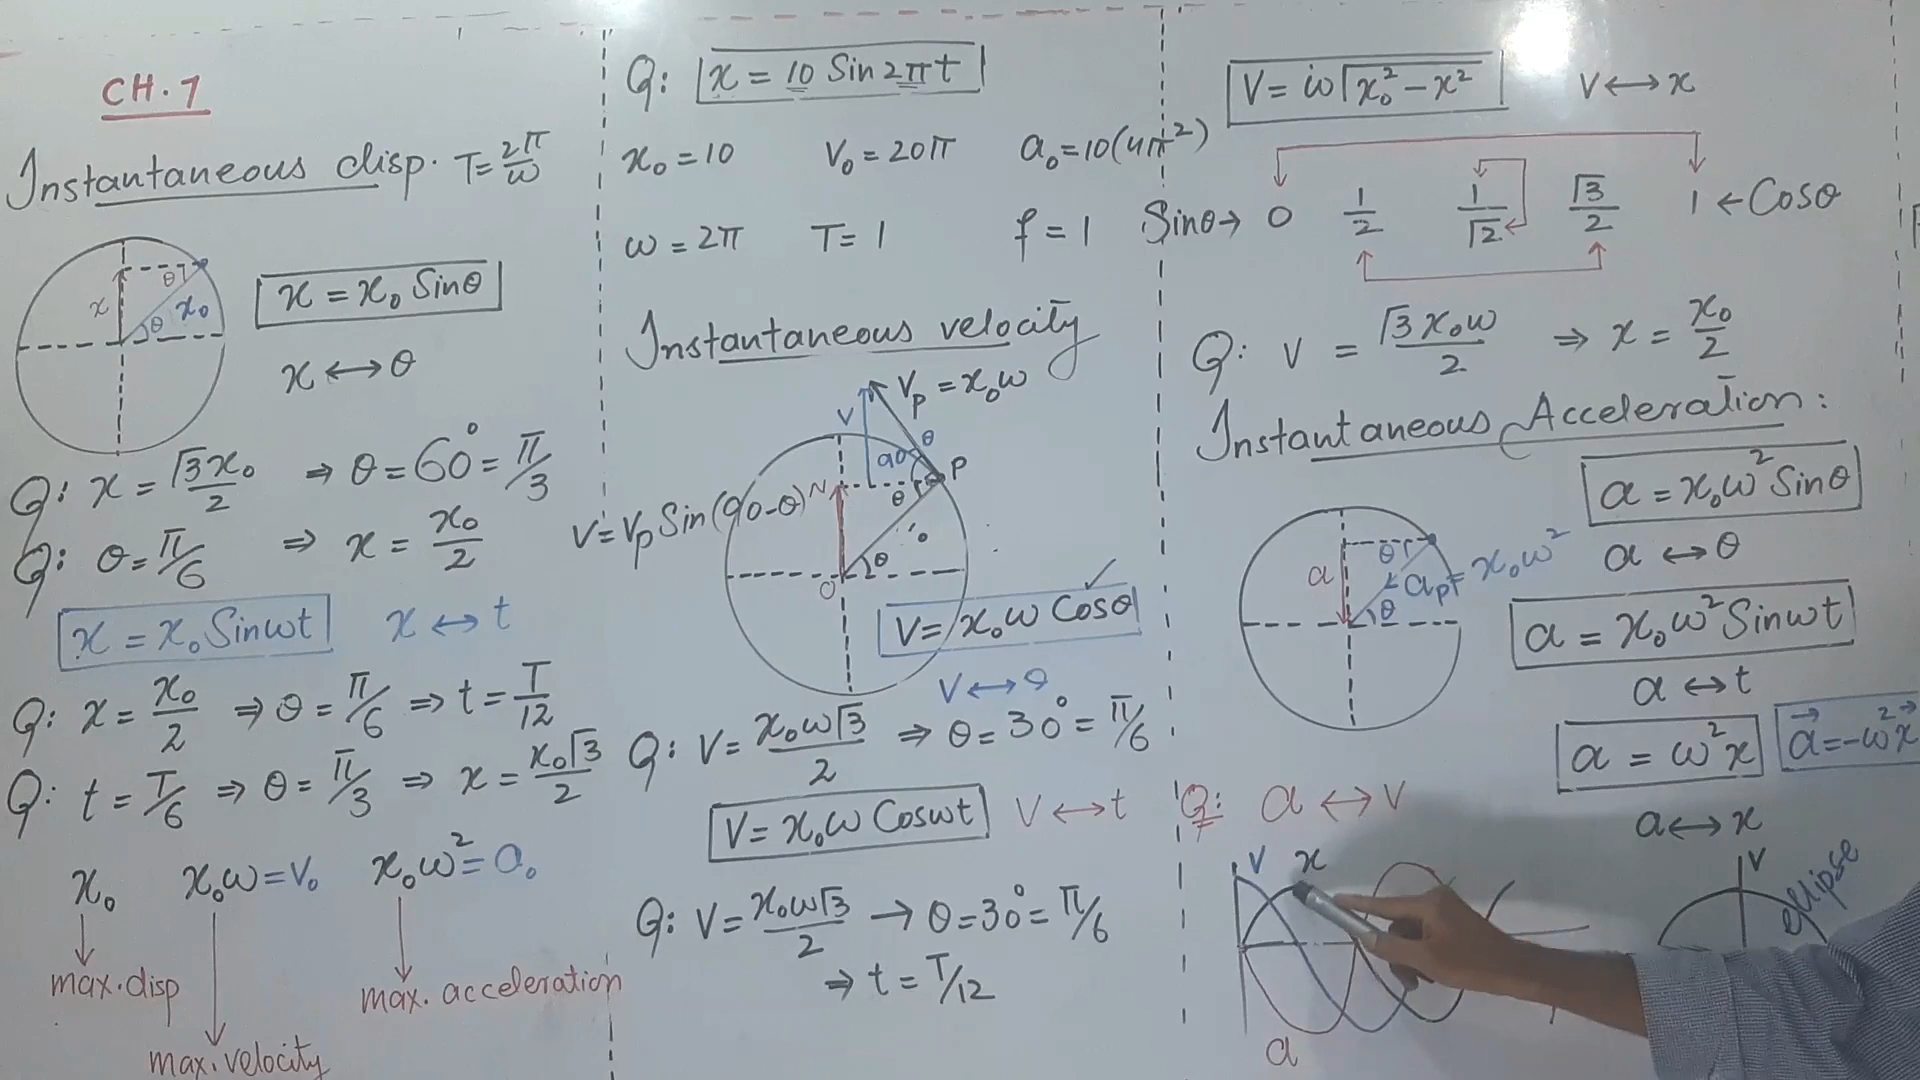 CH.7
Instantaneous disp. T = 2π/ω
x
θ
θ
x₀
x = x₀ Sinθ
x ↔ θ
Q: x = √3x₀/2 ⇒ θ = 60° = π/3
Q: θ = π/6 ⇒ x = x₀/2
x = x₀ Sinωt x ↔ t
Q: x = x₀/2 ⇒ θ = π/6 ⇒ t = T/12
Q: t = T/6 ⇒ θ = π/3 ⇒ x = x₀√3/2
x₀ x₀ω = v₀ x₀ω² = a₀
max.disp
max. acceleration
max.velocity
Q: x = 10 Sin2πt
x₀ = 10 v₀ = 20π a₀ = 10(4π²)
ω = 2π T = 1 f = 1
Instantaneous velocity
V
Vp = x₀ω
θ
90
P
N
θ
θ
O
V = Vp Sin(90-θ)
V = x₀ω Cosθ ✓
V ↔ θ
Q: V = x₀ω√3/2 ⇒ θ = 30° = π/6
V = x₀ω Cosωt V ↔ t
Q: V = x₀ω√3/2 → θ = 30° = π/6
⇒ t = T/12
V = ω√x₀² - x² V ↔ x
Sinθ → 0 1/2 1/√2 √3/2 1 ← Cosθ
Q: V = √3x₀ω/2 ⇒ x = x₀/2
Instantaneous Acceleration:
a = x₀ω² Sinθ
a ↔ θ
a
θ
θ
ap = x₀ω²
a = x₀ω² Sinωt
a ↔ t
a = ω²x
a⃗ = -ω²x⃗
a ↔ x
Q: a ↔ v
V x
a
V
ellipse